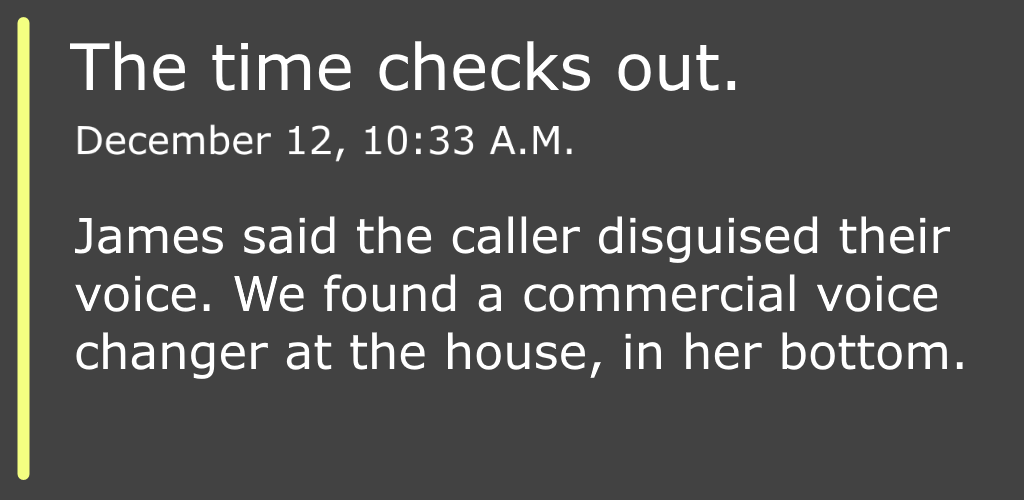 The time checks out.
December 12, 10:33 A.M.
James said the caller disguised their
voice. We found a commercial voice
changer at the house, in her bottom.